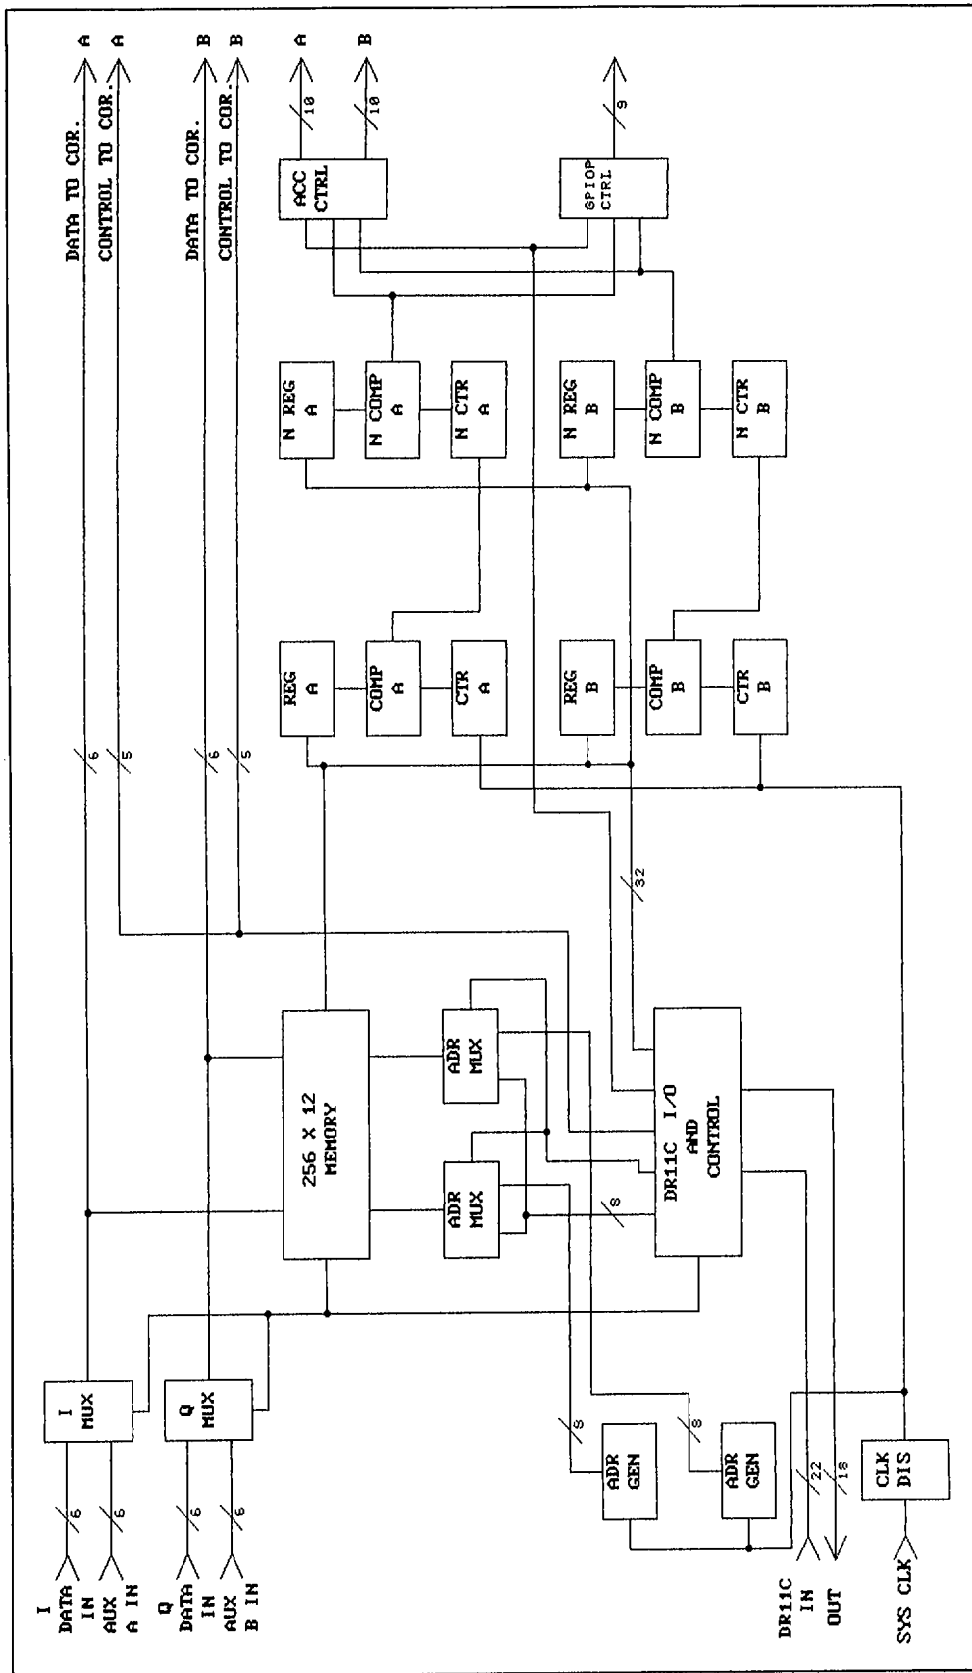 I
DATA
IN
6
AUX
A IN
6
Q
DATA
IN
6
AUX
B IN
6
I
MUX
Q
MUX
6
DATA TO COR. A
5
CONTROL TO COR. A
6
DATA TO COR. B
5
CONTROL TO COR. B
256 X 12
MEMORY
ADR
MUX
ADR
MUX
8
DR11C I/O
AND
CONTROL
ADR
GEN
8
ADR
GEN
8
DR11C
IN
22
OUT
18
SYS CLK
CLK
DIS
32
REG
A
COMP
A
CTR
A
REG
B
COMP
B
CTR
B
N REG
A
N COMP
A
N CTR
A
N REG
B
N COMP
B
N CTR
B
ACC
CTRL
10
A
10
B
GPIOP
CTRL
9